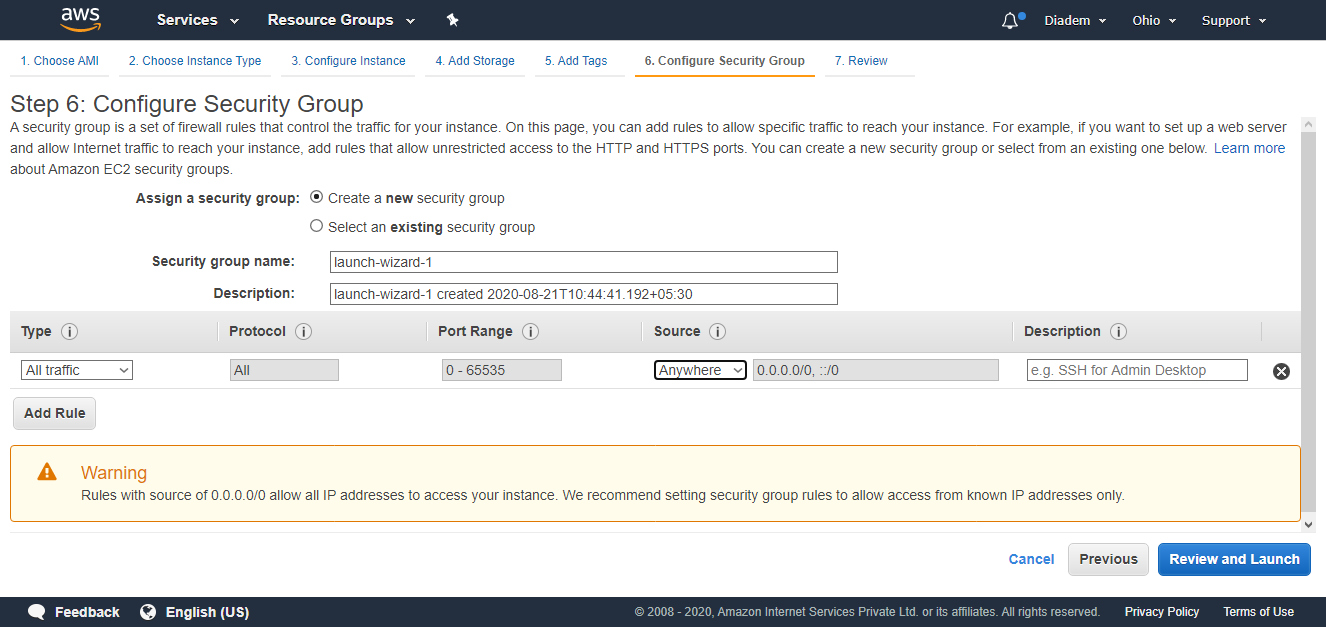 aws Services Resource Groups Diadem Ohio Support
1. Choose AMI 2. Choose Instance Type 3. Configure Instance 4. Add Storage 5. Add Tags 6. Configure Security Group 7. Review
Step 6: Configure Security Group
A security group is a set of firewall rules that control the traffic for your instance. On this page, you can add rules to allow specific traffic to reach your instance. For example, if you want to set up a web server
and allow Internet traffic to reach your instance, add rules that allow unrestricted access to the HTTP and HTTPS ports. You can create a new security group or select from an existing one below. Learn more
about Amazon EC2 security groups.
Assign a security group: Create a new security group
Select an existing security group
Security group name: launch-wizard-1
Description: launch-wizard-1 created 2020-08-21T10:44:41.192+05:30
Type i Protocol i Port Range i Source i Description i
All traffic All 0 - 65535 Anywhere 0.0.0.0/0, ::/0 e.g. SSH for Admin Desktop
Add Rule
Warning
Rules with source of 0.0.0.0/0 allow all IP addresses to access your instance. We recommend setting security group rules to allow access from known IP addresses only.
Cancel Previous Review and Launch
Feedback English (US) © 2008 - 2020, Amazon Internet Services Private Ltd. or its affiliates. All rights reserved. Privacy Policy Terms of Use